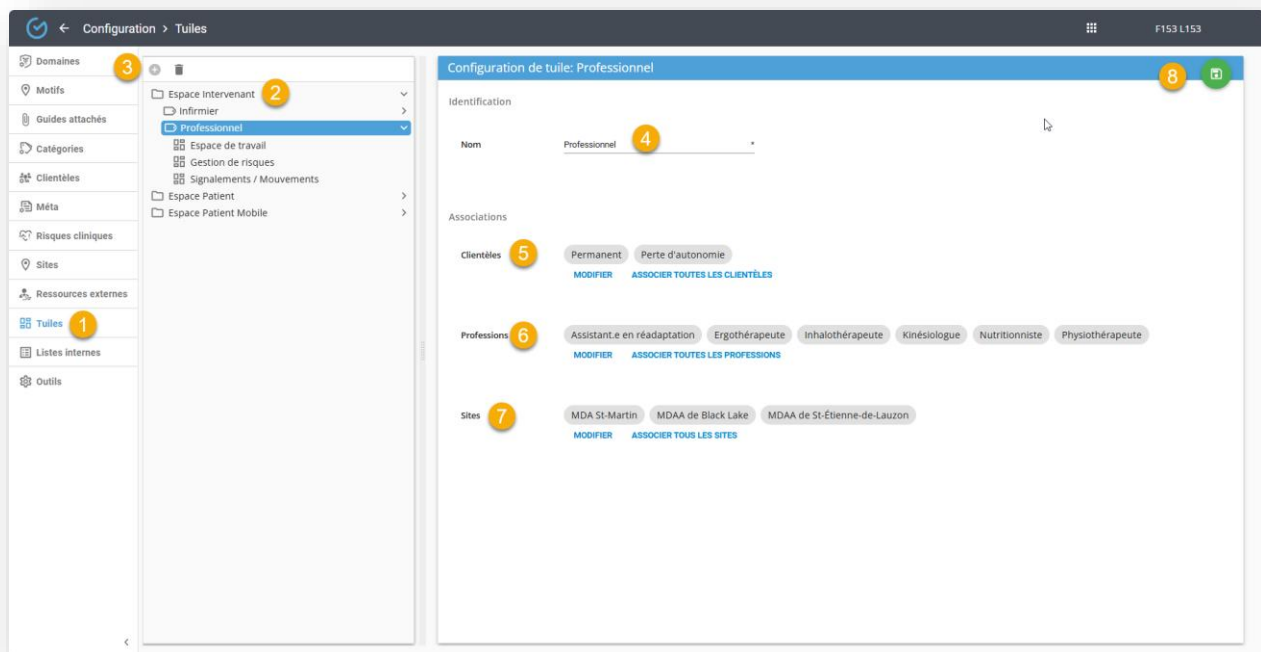 Configuration > Tuiles
F153 L153
Domaines
Motifs
Guides attachés
Catégories
Clientèles
Méta
Risques cliniques
Sites
Ressources externes
Tuiles
1
Listes internes
Outils
3
Espace Intervenant
2
Infirmier
Professionnel
Espace de travail
Gestion de risques
Signalements / Mouvements
Espace Patient
Espace Patient Mobile
Configuration de tuile: Professionnel
8
Identification
Nom
Professionnel
4
*
Associations
Clientèles
5
Permanent
Perte d'autonomie
MODIFIER
ASSOCIER TOUTES LES CLIENTÈLES
Professions
6
Assistant.e en réadaptation
Ergothérapeute
Inhalothérapeute
Kinésiologue
Nutritionniste
Physiothérapeute
MODIFIER
ASSOCIER TOUTES LES PROFESSIONS
Sites
7
MDA St-Martin
MDAA de Black Lake
MDAA de St-Étienne-de-Lauzon
MODIFIER
ASSOCIER TOUS LES SITES